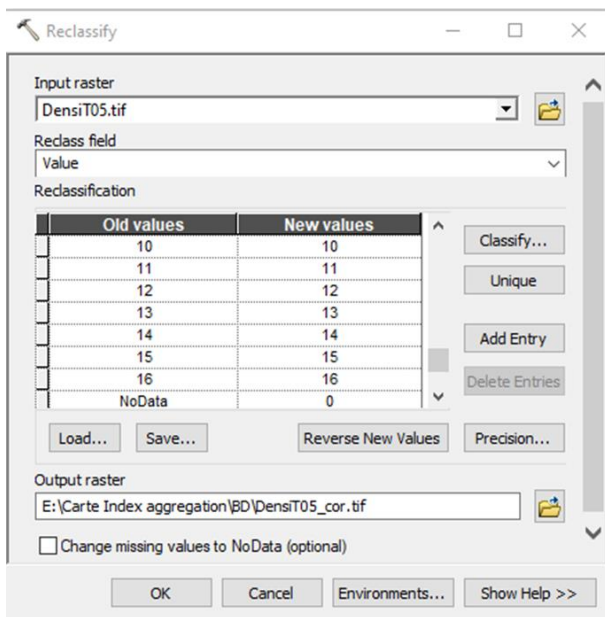 Reclassify
Input raster
DensiT05.tif
Reclass field
Value
Reclassification
Old values New values
10 10
11 11
12 12
13 13
14 14
15 15
16 16
NoData 0
Classify...
Unique
Add Entry
Delete Entries
Load... Save... Reverse New Values Precision...
Output raster
E:\Carte Index aggregation\BD\DensiT05_cor.tif
Change missing values to NoData (optional)
OK Cancel Environments... Show Help >>